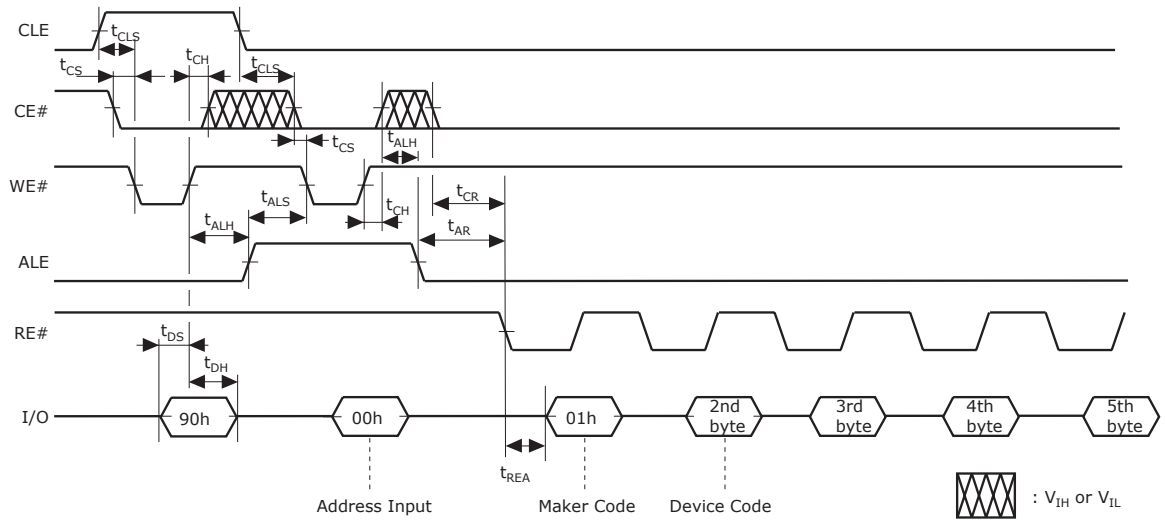 CLE
tCLS
tCS
tCH
tCLS
CE#
tCS
tALH
WE#
tALS
tCH
tCR
tALH
tAR
ALE
RE#
tDS
tDH
I/O
90h
00h
01h
2nd
byte
3rd
byte
4th
byte
5th
byte
tREA
Address Input
Maker Code
Device Code
: VIH or VIL